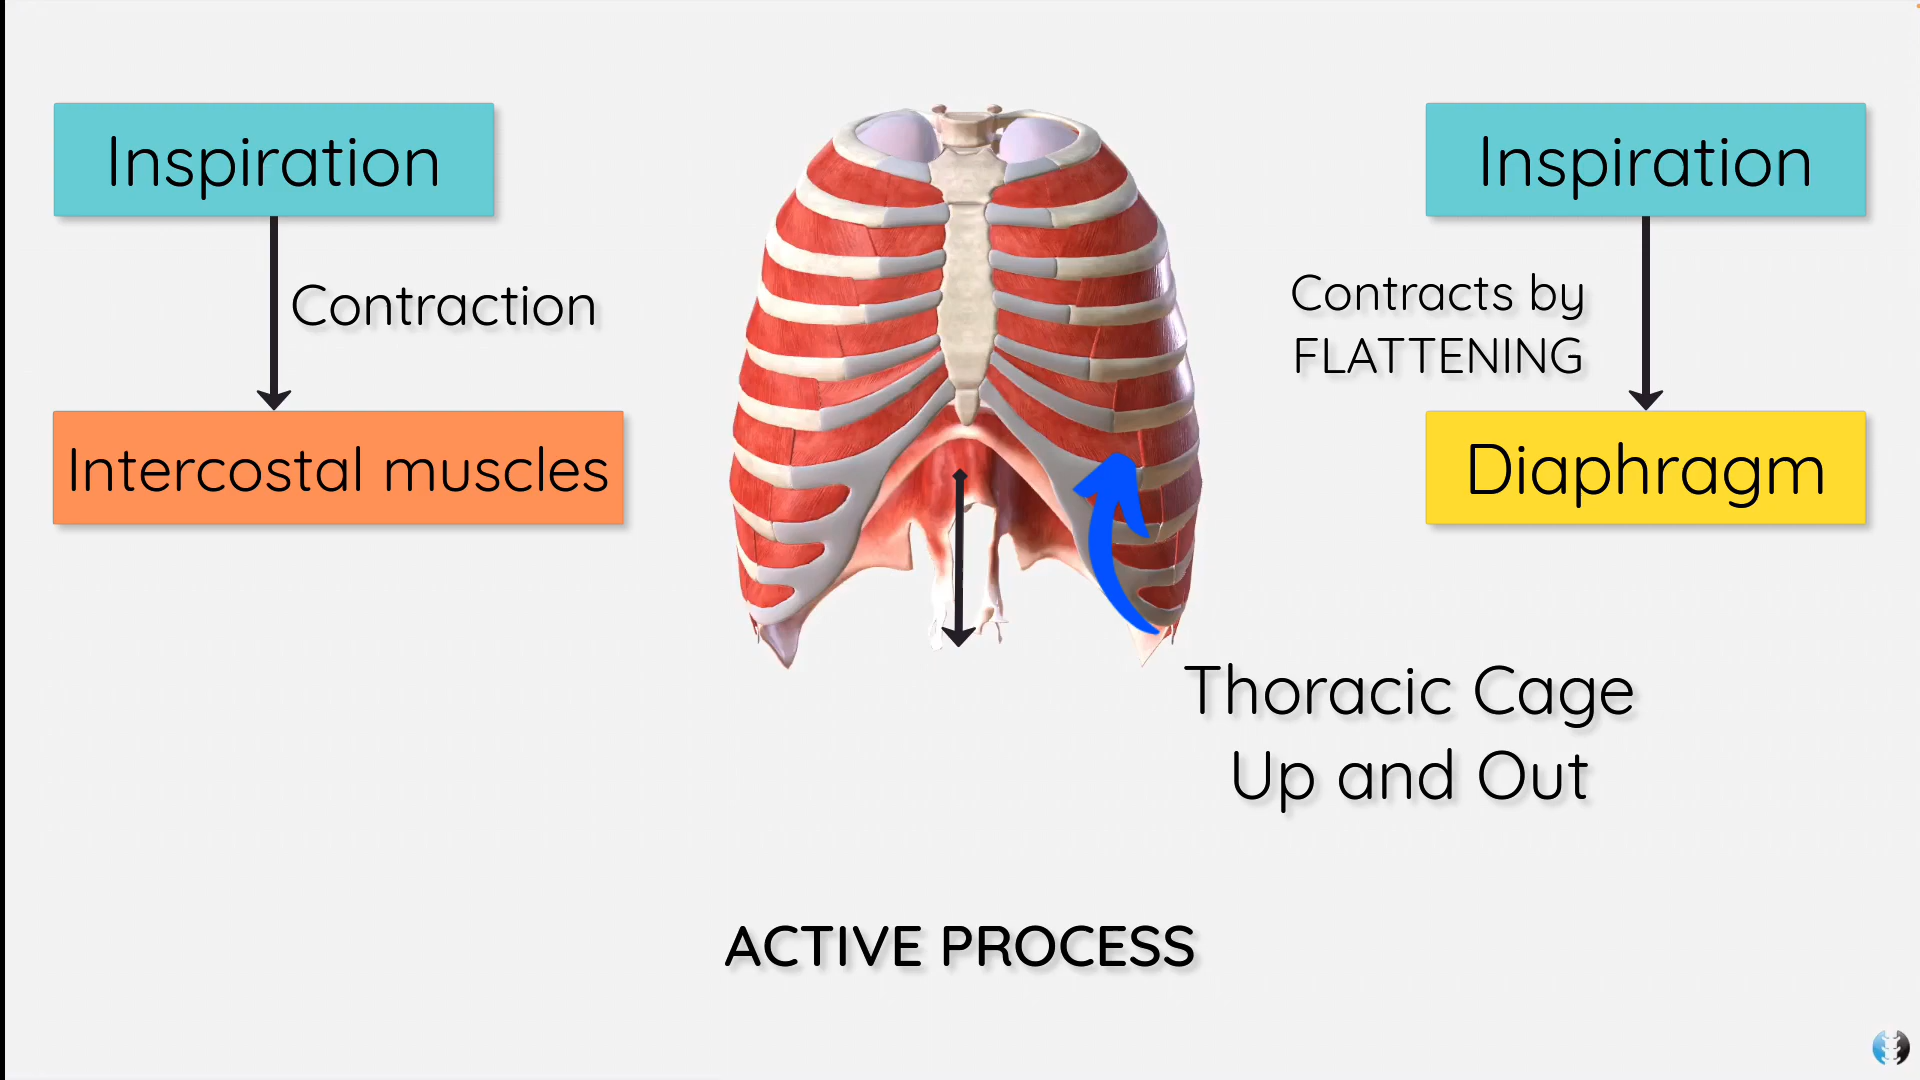 Inspiration
Contraction
Intercostal muscles
Inspiration
Contracts by
FLATTENING
Diaphragm
Thoracic Cage
Up and Out
ACTIVE PROCESS